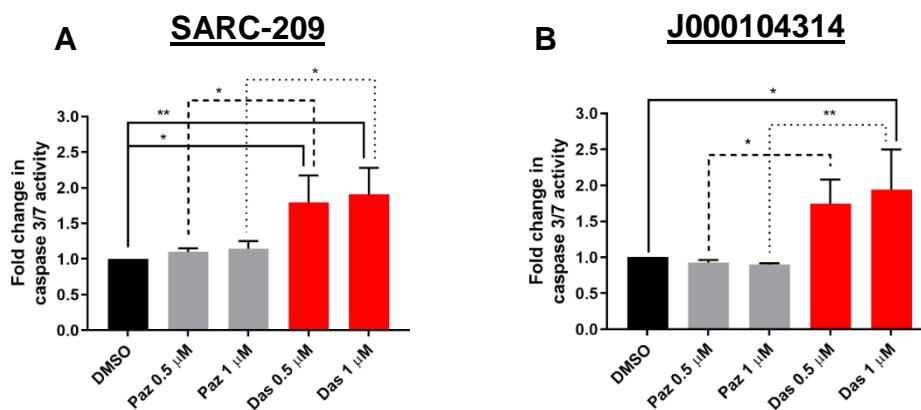 A
SARC-209
Fold change in
caspase 3/7 activity
3.0
2.5
2.0
1.5
1.0
0.5
0.0
*
*
**
*
DMSO
Paz 0.5 μM
Paz 1 μM
Das 0.5 μM
Das 1 μM
B
J000104314
Fold change in
caspase 3/7 activity
3.0
2.5
2.0
1.5
1.0
0.5
0.0
*
**
*
DMSO
Paz 0.5 μM
Paz 1 μM
Das 0.5 μM
Das 1 μM